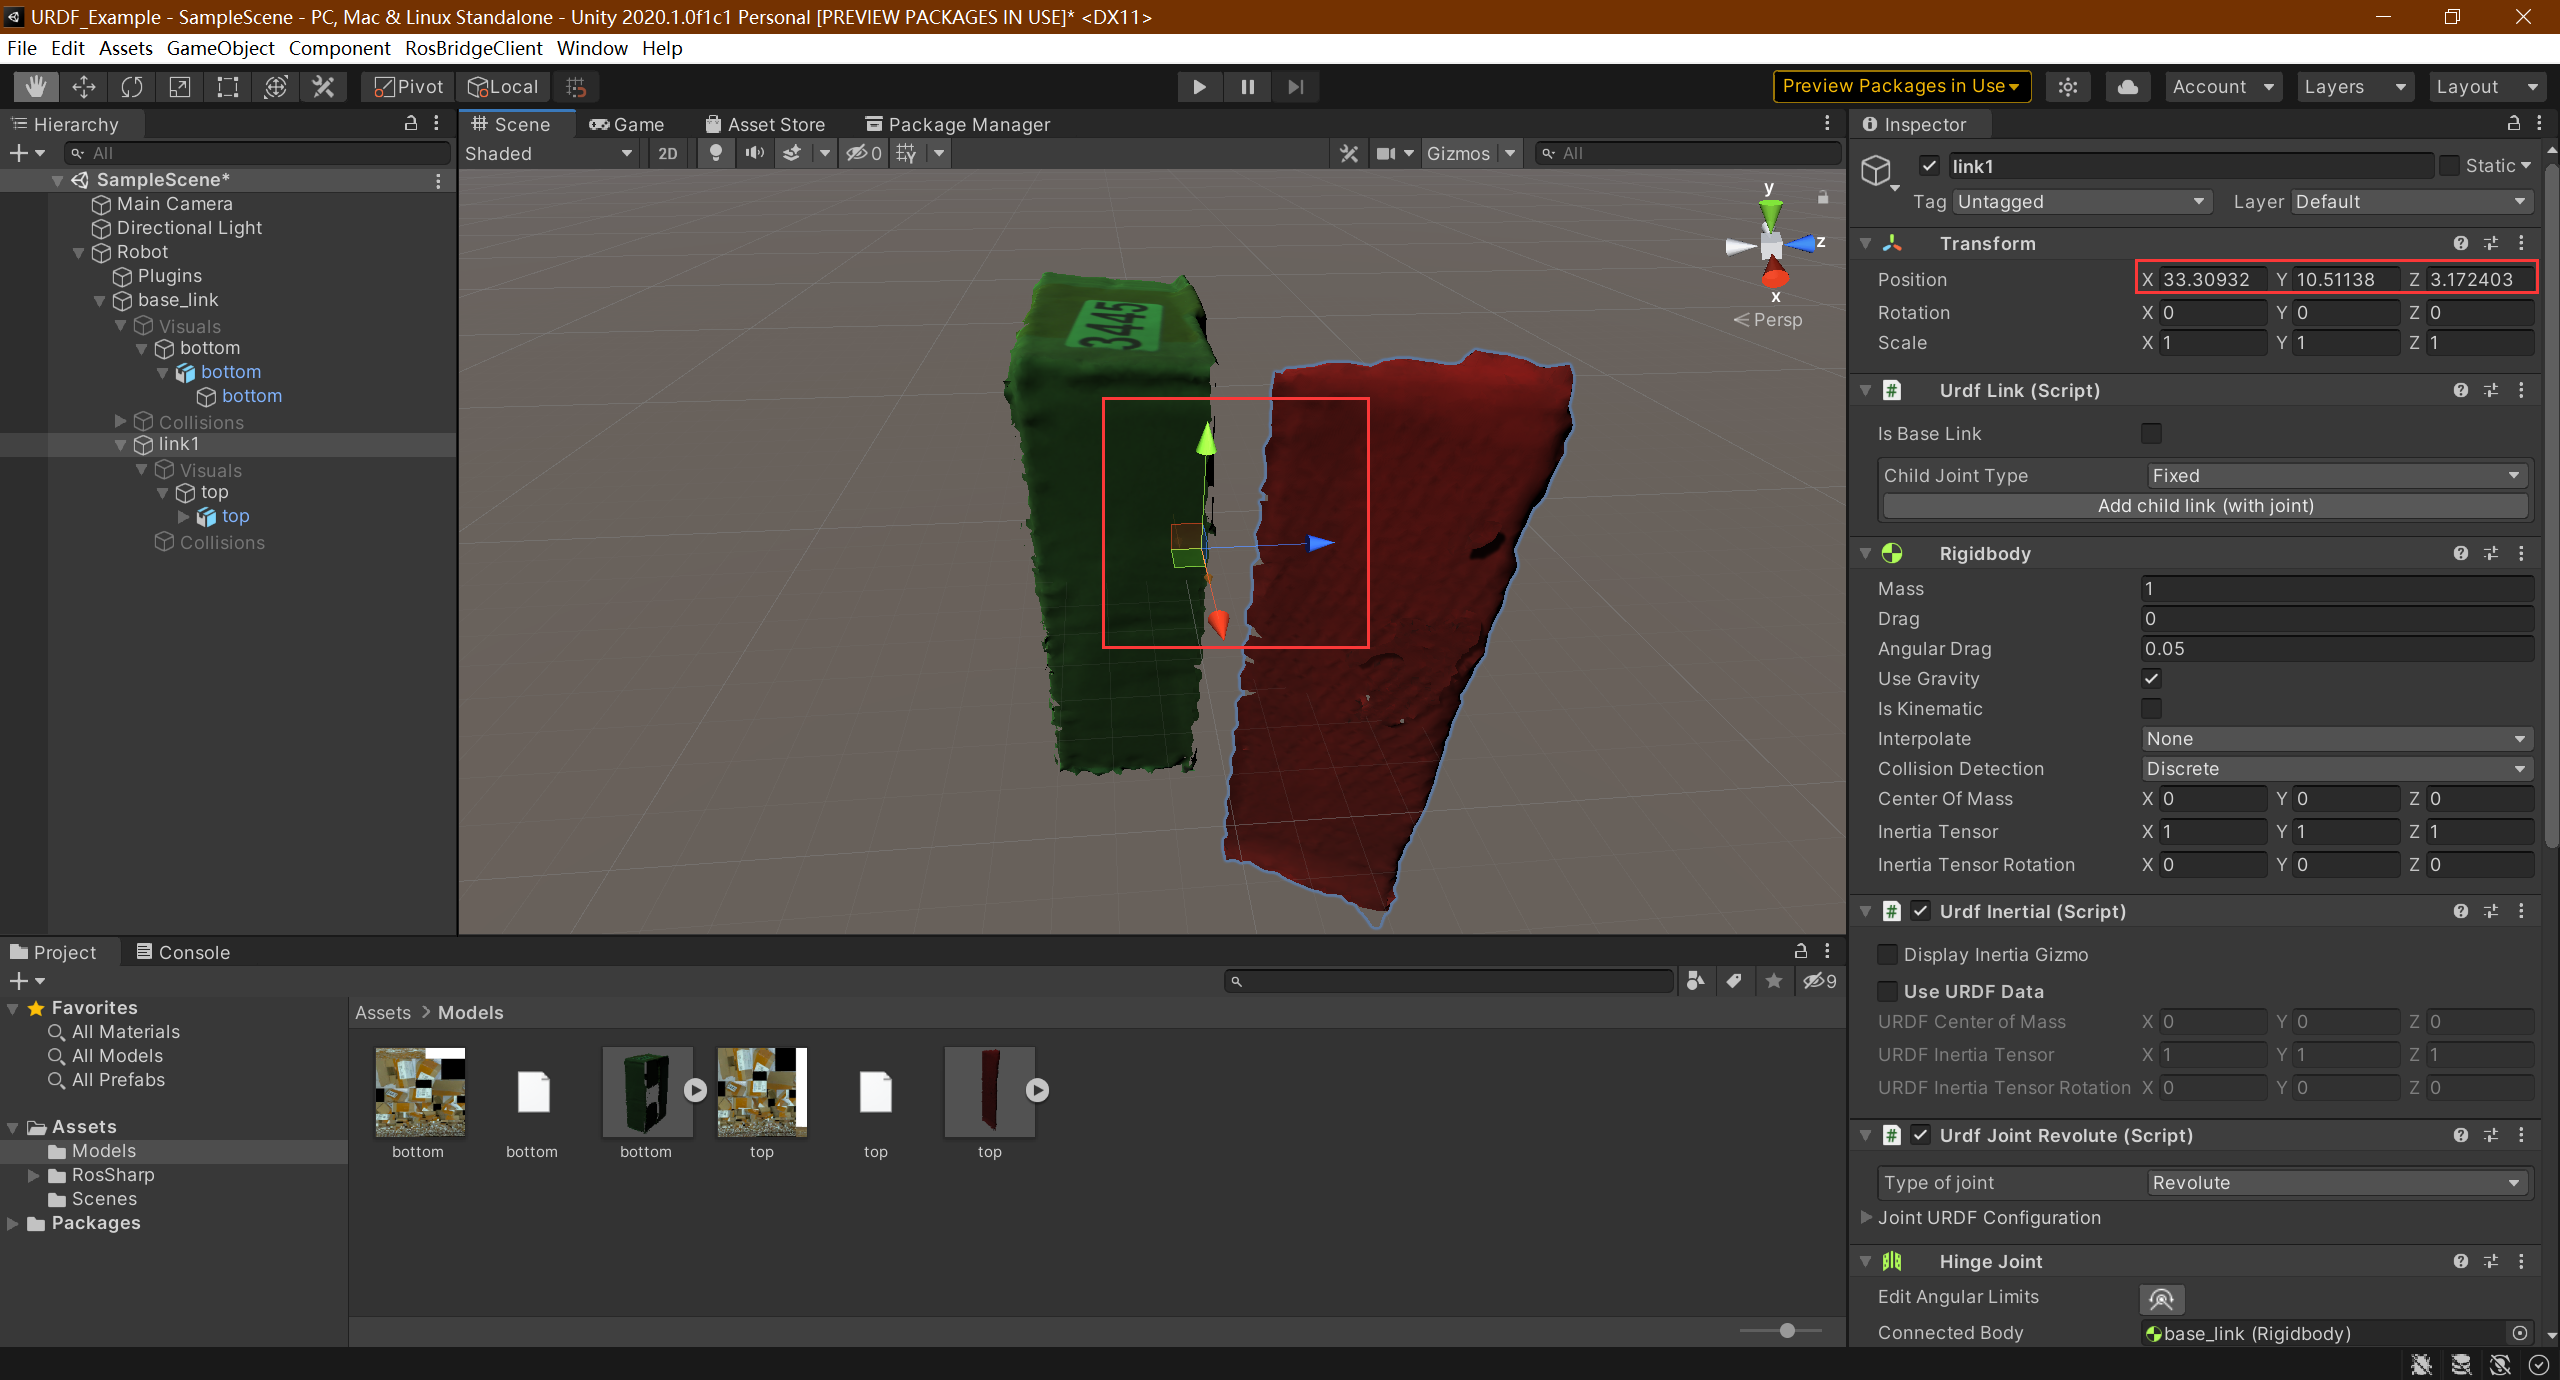 URDF_Example - SampleScene - PC, Mac & Linux Standalone - Unity 2020.1.0f1c1 Personal [PREVIEW PACKAGES IN USE]* <DX11>
File Edit Assets GameObject Component RosBridgeClient Window Help
Pivot Local Preview Packages in Use Account Layers Layout
Hierarchy
All
SampleScene*
Main Camera
Directional Light
Robot
Plugins
base_link
Visuals
bottom
bottom
bottom
Collisions
link1
Visuals
top
top
Collisions
Scene Game Asset Store Package Manager
Shaded 2D 0 Gizmos All
y
z
x
Persp
3445
Inspector
link1 Static
Tag Untagged Layer Default
Transform
Position X 33.30932 Y 10.51138 Z 3.172403
Rotation X 0 Y 0 Z 0
Scale X 1 Y 1 Z 1
# Urdf Link (Script)
Is Base Link
Child Joint Type Fixed
Add child link (with joint)
Rigidbody
Mass 1
Drag 0
Angular Drag 0.05
Use Gravity
Is Kinematic
Interpolate None
Collision Detection Discrete
Center Of Mass X 0 Y 0 Z 0
Inertia Tensor X 1 Y 1 Z 1
Inertia Tensor Rotation X 0 Y 0 Z 0
# Urdf Inertial (Script)
Display Inertia Gizmo
Use URDF Data
URDF Center of Mass X 0 Y 0 Z 0
URDF Inertia Tensor X 1 Y 1 Z 1
URDF Inertia Tensor Rotation X 0 Y 0 Z 0
# Urdf Joint Revolute (Script)
Type of joint Revolute
Joint URDF Configuration
Hinge Joint
Edit Angular Limits
Connected Body base_link (Rigidbody)
Project Console
9
Favorites
All Materials
All Models
All Prefabs
Assets
Models
RosSharp
Scenes
Packages
Assets > Models
bottom bottom bottom top top top